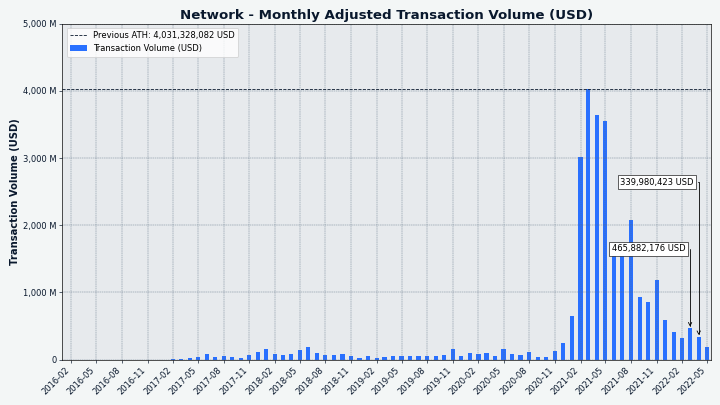 Network - Monthly Adjusted Transaction Volume (USD)
Previous ATH: 4,031,328,082 USD
Transaction Volume (USD)
Transaction Volume (USD)
5,000 M
4,000 M
3,000 M
2,000 M
1,000 M
0
339,980,423 USD
465,882,176 USD
2016-02
2016-05
2016-08
2016-11
2017-02
2017-05
2017-08
2017-11
2018-02
2018-05
2018-08
2018-11
2019-02
2019-05
2019-08
2019-11
2020-02
2020-05
2020-08
2020-11
2021-02
2021-05
2021-08
2021-11
2022-02
2022-05